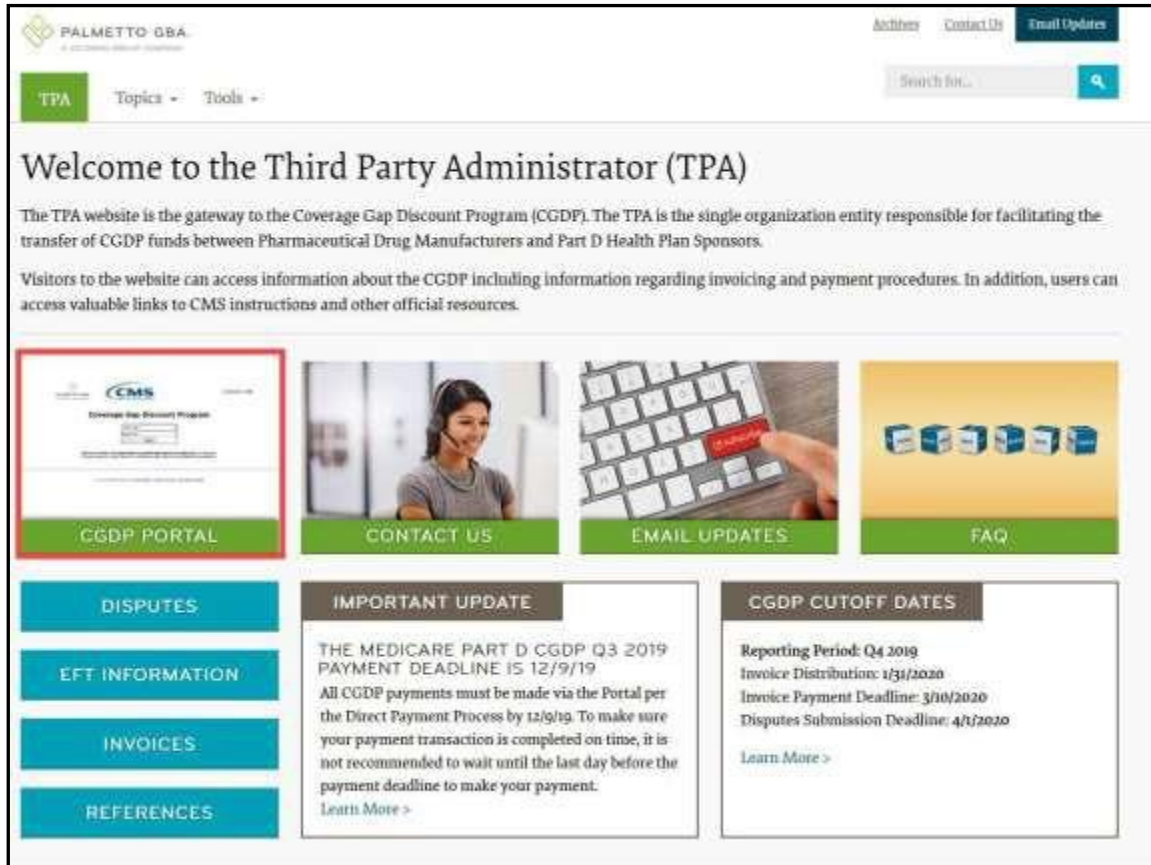 PALMETTO GBA
Archives
Contact Us
Email Updates
TPA
Topics
Tools
Search for...
Welcome to the Third Party Administrator (TPA)
The TPA website is the gateway to the Coverage Gap Discount Program (CGDP). The TPA is the single organization entity responsible for facilitating the
transfer of CGDP funds between Pharmaceutical Drug Manufacturers and Part D Health Plan Sponsors.
Visitors to the website can access information about the CGDP including information regarding invoicing and payment procedures. In addition, users can
access valuable links to CMS instructions and other official resources.
CMS
Coverage Gap Discount Program
CGDP PORTAL
CONTACT US
EMAIL UPDATES
FAQ
DISPUTES
EFT INFORMATION
INVOICES
REFERENCES
IMPORTANT UPDATE
THE MEDICARE PART D CGDP Q3 2019
PAYMENT DEADLINE IS 12/9/19
All CGDP payments must be made via the Portal per
the Direct Payment Process by 12/9/19. To make sure
your payment transaction is completed on time, it is
not recommended to wait until the last day before the
payment deadline to make your payment.
Learn More >
CGDP CUTOFF DATES
Reporting Period: Q4 2019
Invoice Distribution: 1/31/2020
Invoice Payment Deadline: 3/10/2020
Disputes Submission Deadline: 4/1/2020
Learn More >